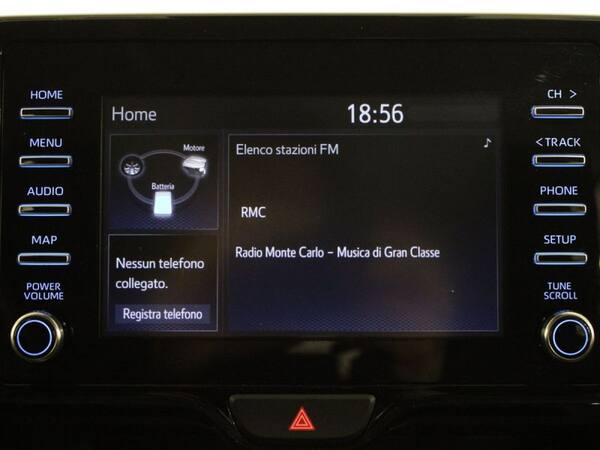 HOME
MENU
AUDIO
MAP
POWER
VOLUME
Home
18:56
Motore
Batteria
Nessun telefono
collegato.
Registra telefono
Elenco stazioni FM
RMC
Radio Monte Carlo – Musica di Gran Classe
CH >
< TRACK
PHONE
SETUP
TUNE
SCROLL